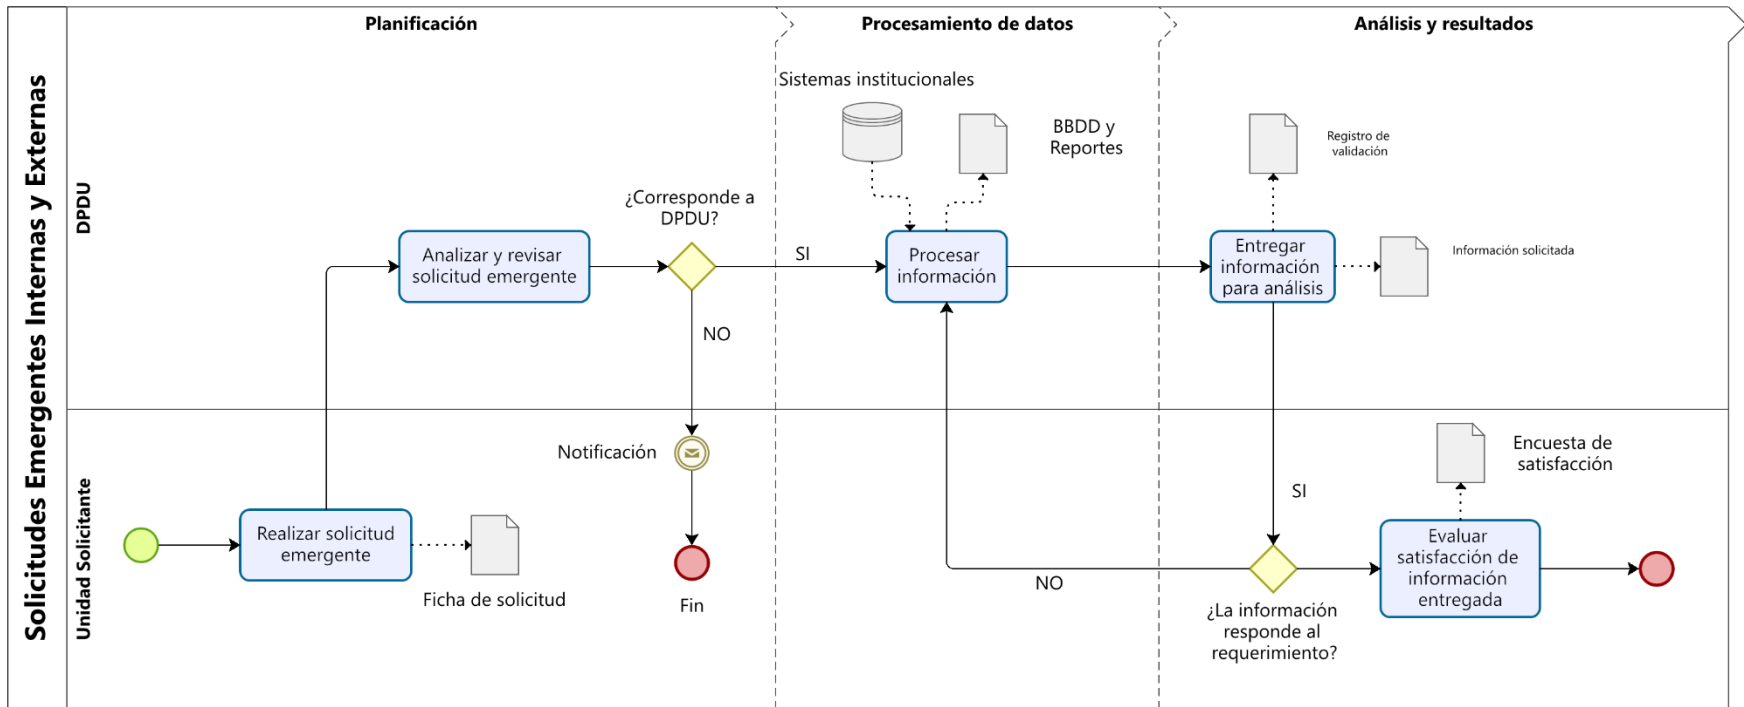 Solicitudes Emergentes Internas y Externas
Planificación
Procesamiento de datos
Análisis y resultados
DPDU
Sistemas institucionales
BBDD y
Reportes
Registro de
validación
¿Corresponde a
DPDU?
Analizar y revisar
solicitud emergente
SI
Procesar
información
Entregar
información
para análisis
Información solicitada
NO
Unidad Solicitante
Notificación
Encuesta de
satisfacción
SI
Realizar solicitud
emergente
Evaluar
satisfacción de
información
entregada
NO
Ficha de solicitud
Fin
¿La información
responde al
requerimiento?